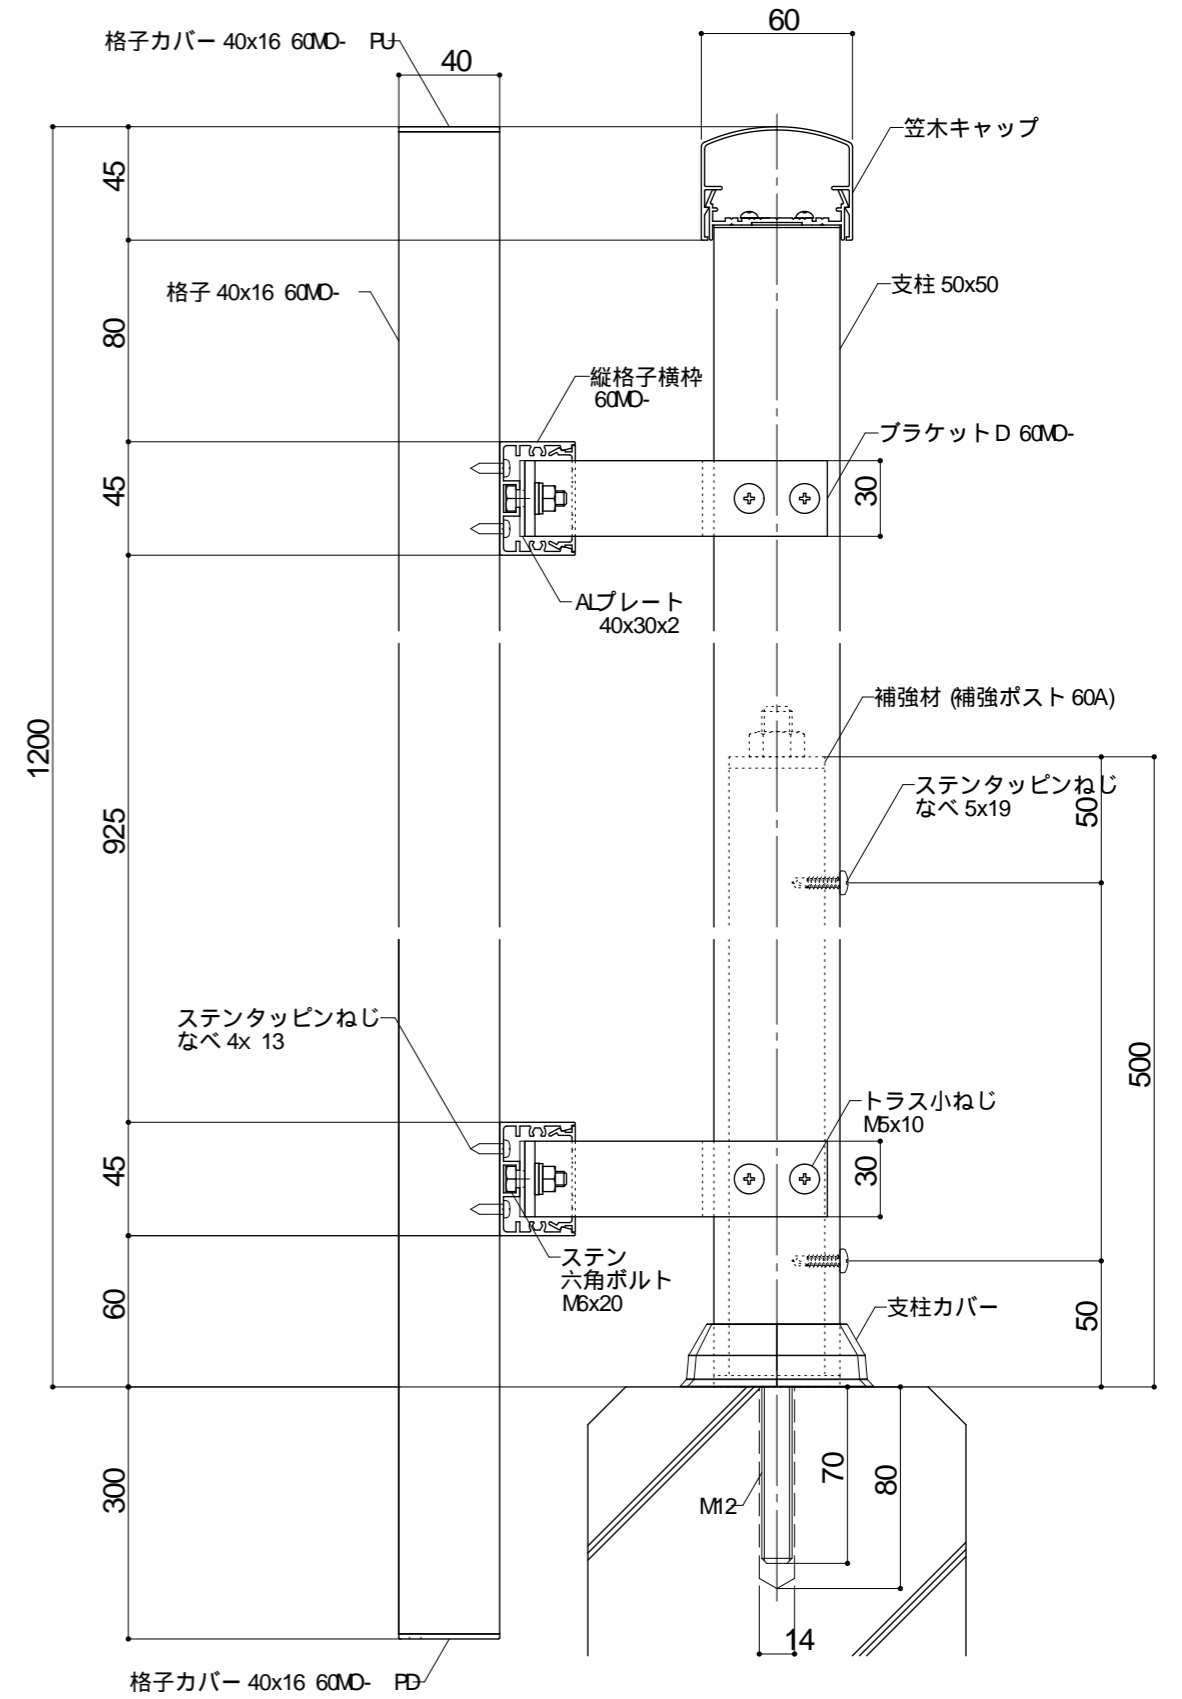 60
格子カバー 40x16 60MD- PU
40
笠木キャップ
45
格子 40x16 60MD-
支柱 50x50
80
縦格子横枠
60MD-
ブラケットD 60MD-
45
30
ALプレート
40x30x2
補強材 (補強ポスト 60A)
1200
ステンタッピンねじ
なべ 5x19
50
925
ステンタッピンねじ
なべ 4x 13
500
トラス小ねじ
M5x10
45
30
ステン
六角ボルト
M6x20
60
支柱カバー
50
300
70
80
M12
14
格子カバー 40x16 60MD- PD